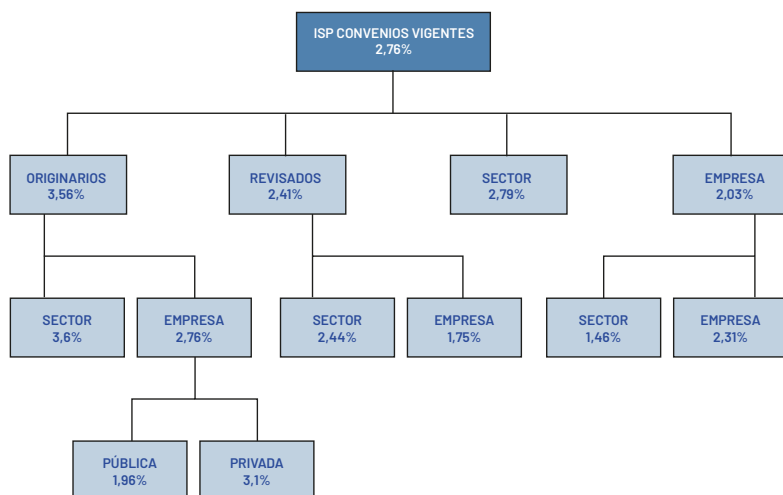 ISP CONVENIOS VIGENTES
2,76%
ORIGINARIOS
3,56%
REVISADOS
2,41%
SECTOR
2,79%
EMPRESA
2,03%
SECTOR
3,6%
EMPRESA
2,76%
SECTOR
2,44%
EMPRESA
1,75%
SECTOR
1,46%
EMPRESA
2,31%
PÚBLICA
1,96%
PRIVADA
3,1%